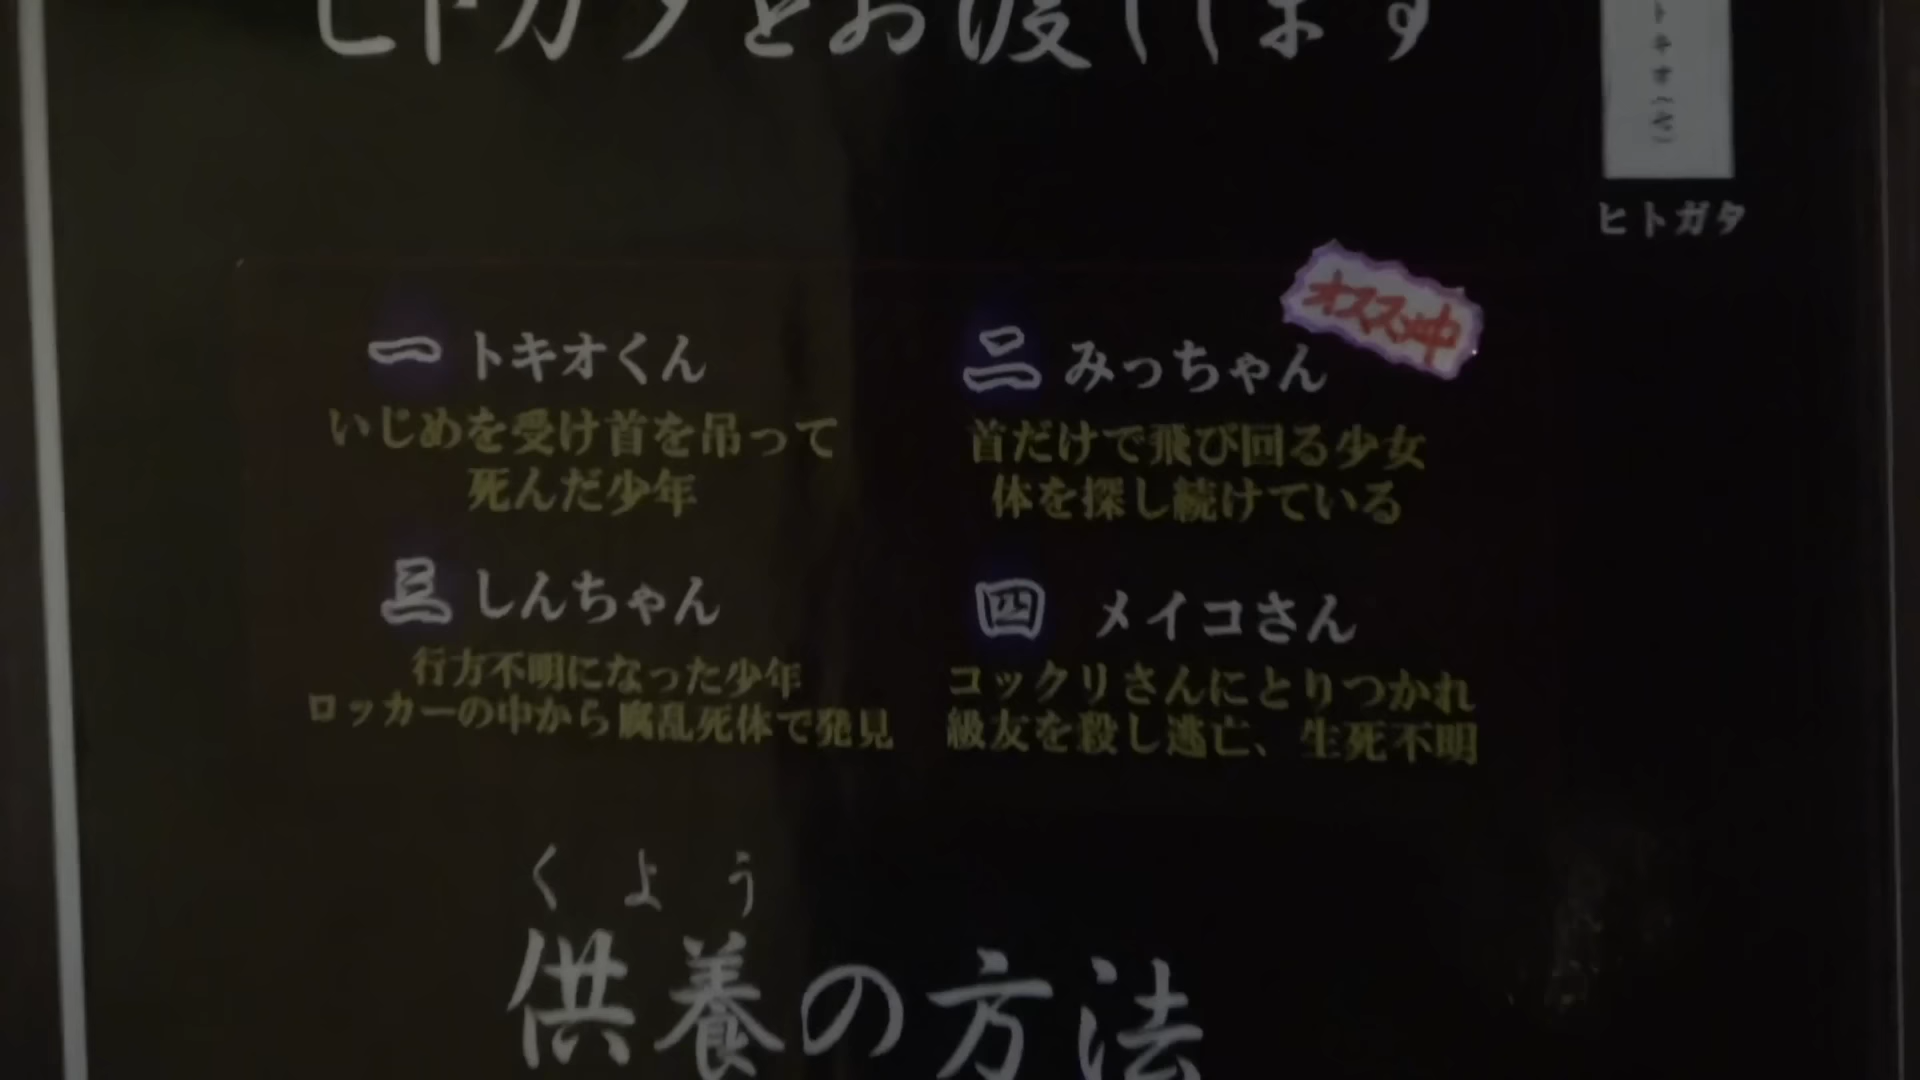 ヒトガタをお渡しします
トキオ(七)
ヒトガタ
オススメ中
一 トキオくん
いじめを受け首を吊って
死んだ少年
二 みっちゃん
首だけで飛び回る少女
体を探し続けている
三 しんちゃん
行方不明になった少年
ロッカーの中から腐乱死体で発見
四 メイコさん
コックリさんにとりつかれ
級友を殺し逃亡、生死不明
くよう
供養の方法